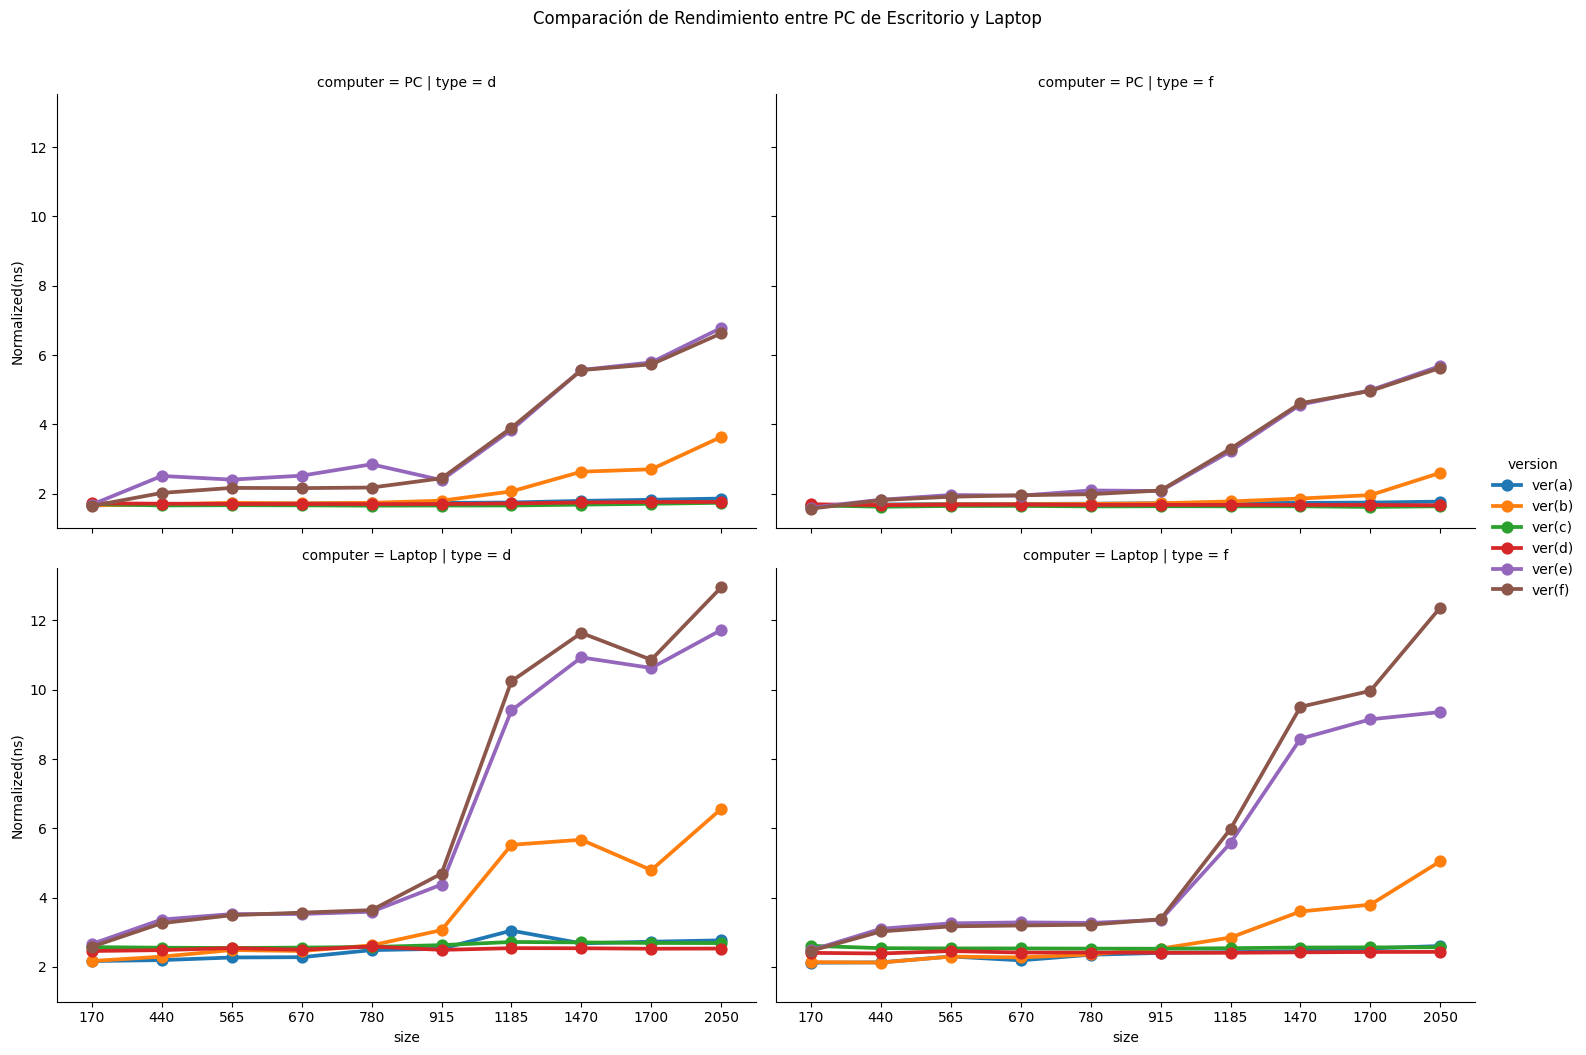 Comparación de Rendimiento entre PC de Escritorio y Laptop
computer = PC | type = d
computer = PC | type = f
Normalized(ns)
12
10
8
6
4
2
version
ver(a)
ver(b)
ver(c)
ver(d)
ver(e)
ver(f)
computer = Laptop | type = d
computer = Laptop | type = f
Normalized(ns)
12
10
8
6
4
2
170 440 565 670 780 915 1185 1470 1700 2050
size
170 440 565 670 780 915 1185 1470 1700 2050
size